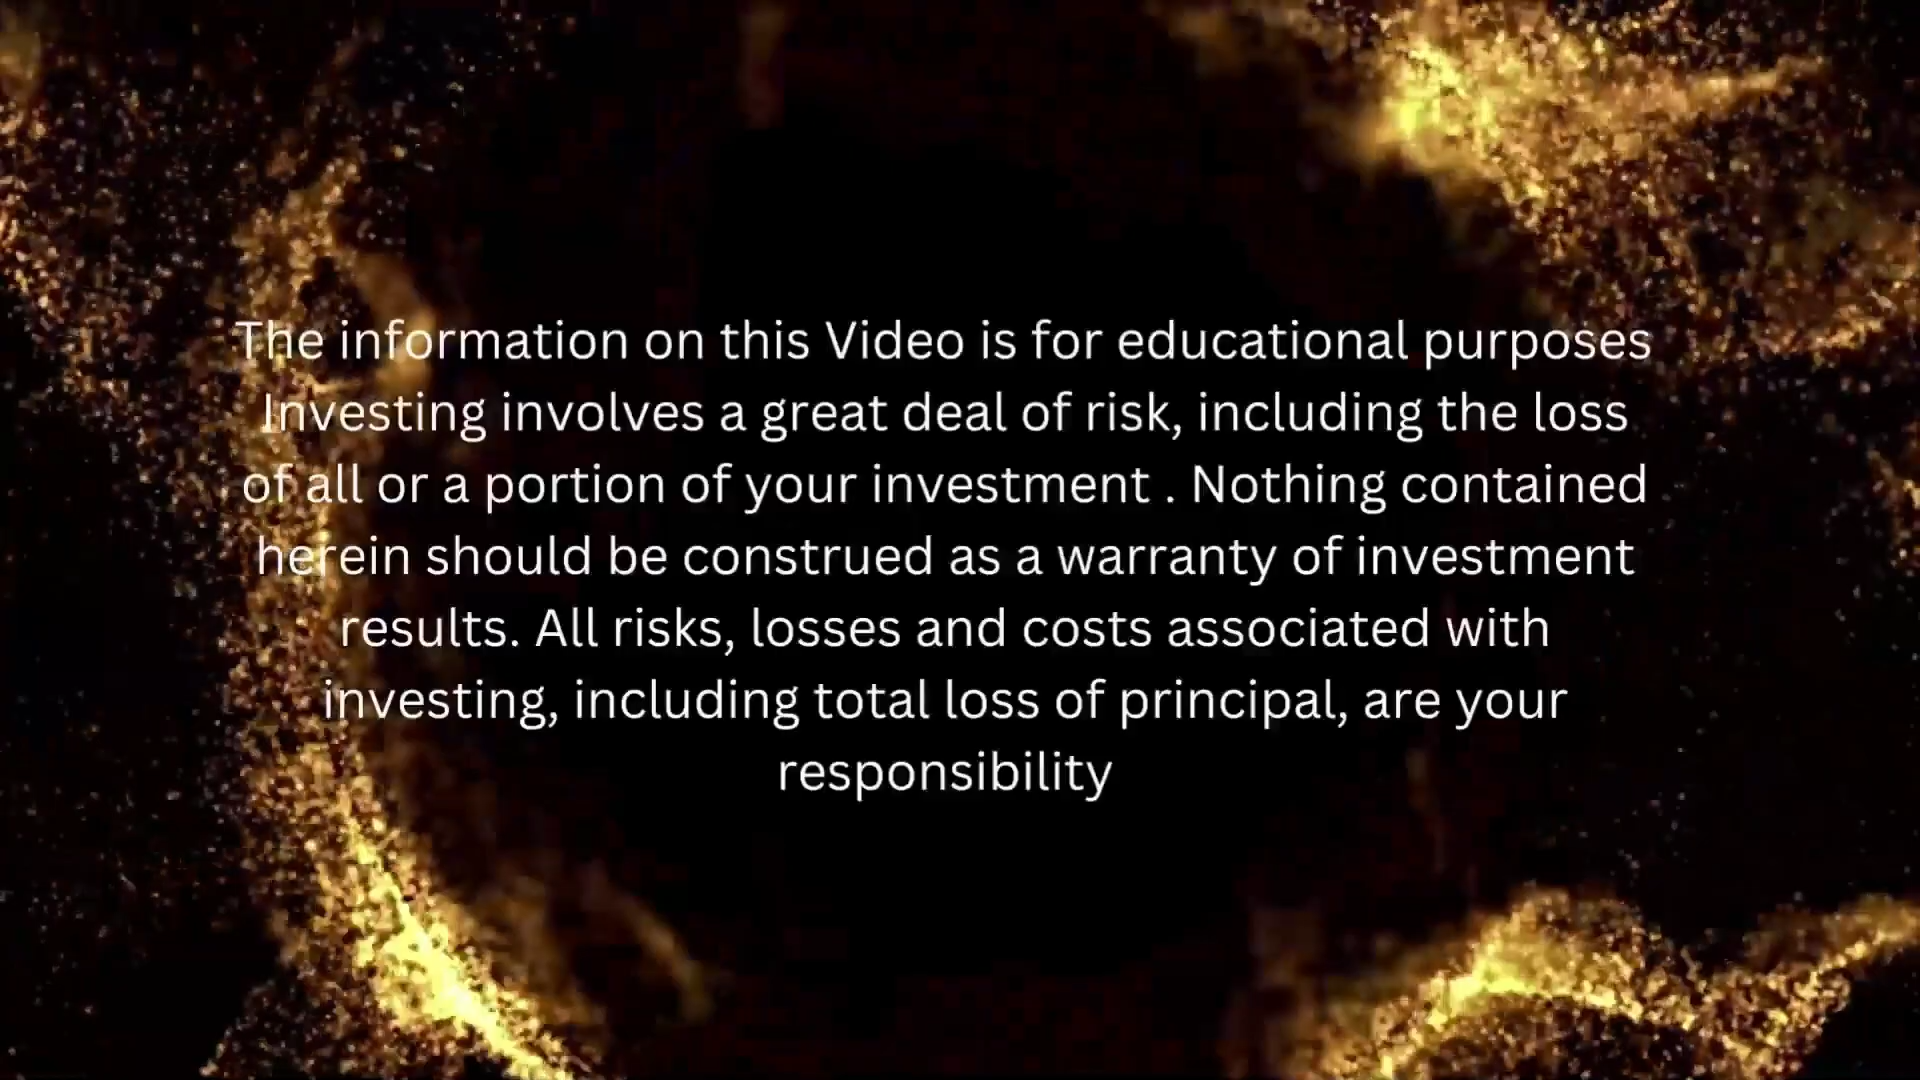 The information on this Video is for educational purposes
Investing involves a great deal of risk, including the loss
of all or a portion of your investment . Nothing contained
herein should be construed as a warranty of investment
results. All risks, losses and costs associated with
investing, including total loss of principal, are your
responsibility